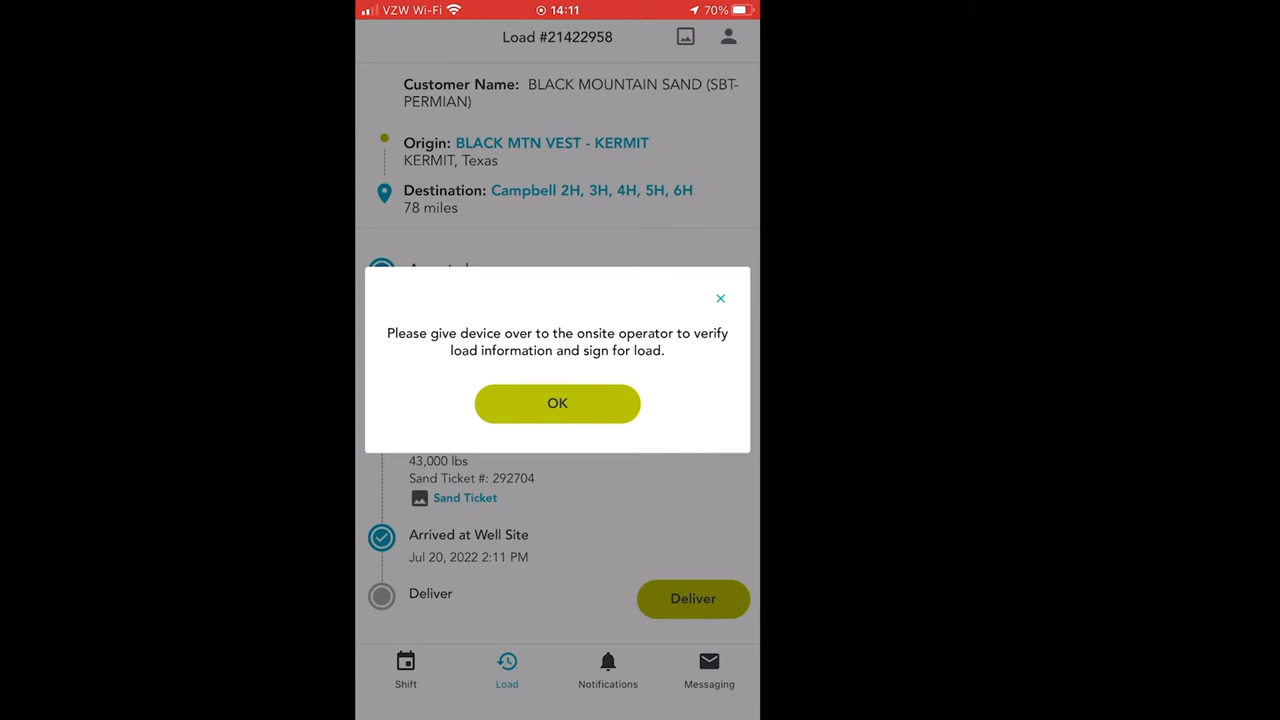 VZW Wi-Fi 14:11 70%
Load #21422958
Customer Name: BLACK MOUNTAIN SAND (SBT-
PERMIAN)
Origin: BLACK MTN VEST - KERMIT
KERMIT, Texas
Destination: Campbell 2H, 3H, 4H, 5H, 6H
78 miles
Please give device over to the onsite operator to verify
load information and sign for load.
OK
43,000 lbs
Sand Ticket #: 292704
Sand Ticket
Arrived at Well Site
Jul 20, 2022 2:11 PM
Deliver Deliver
Shift Load Notifications Messaging